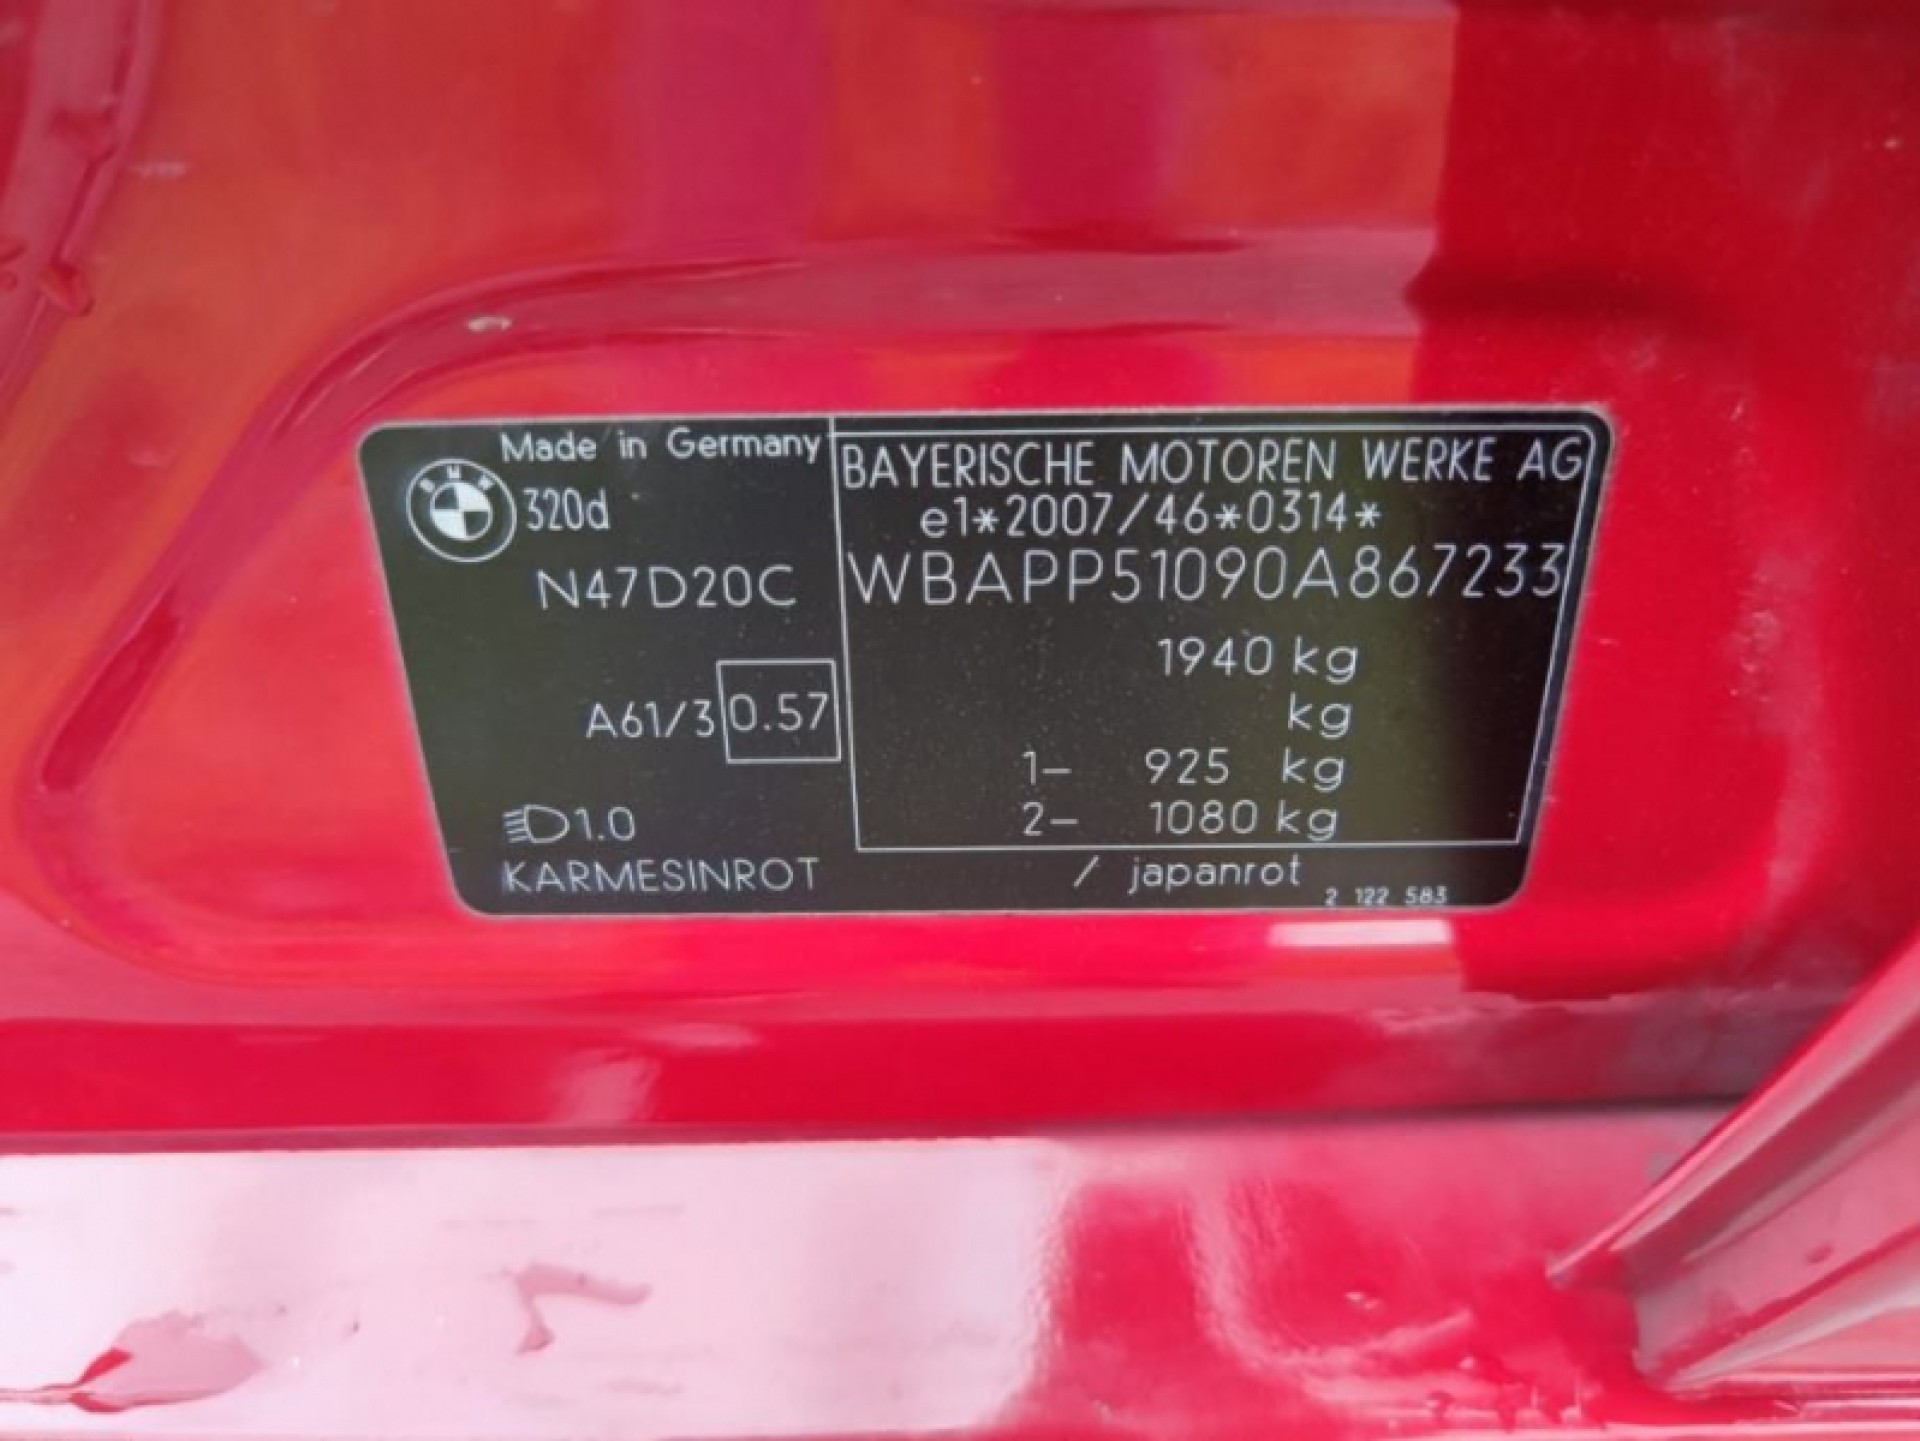 Made in Germany
BMW
320d
N47D20C
A61/3 0.57
1.0
KARMESINROT / japanrot
BAYERISCHE MOTOREN WERKE AG
e1*2007/46*0314*
WBAPP51090A867233
1940 kg
kg
1- 925 kg
2- 1080 kg
2 122 583